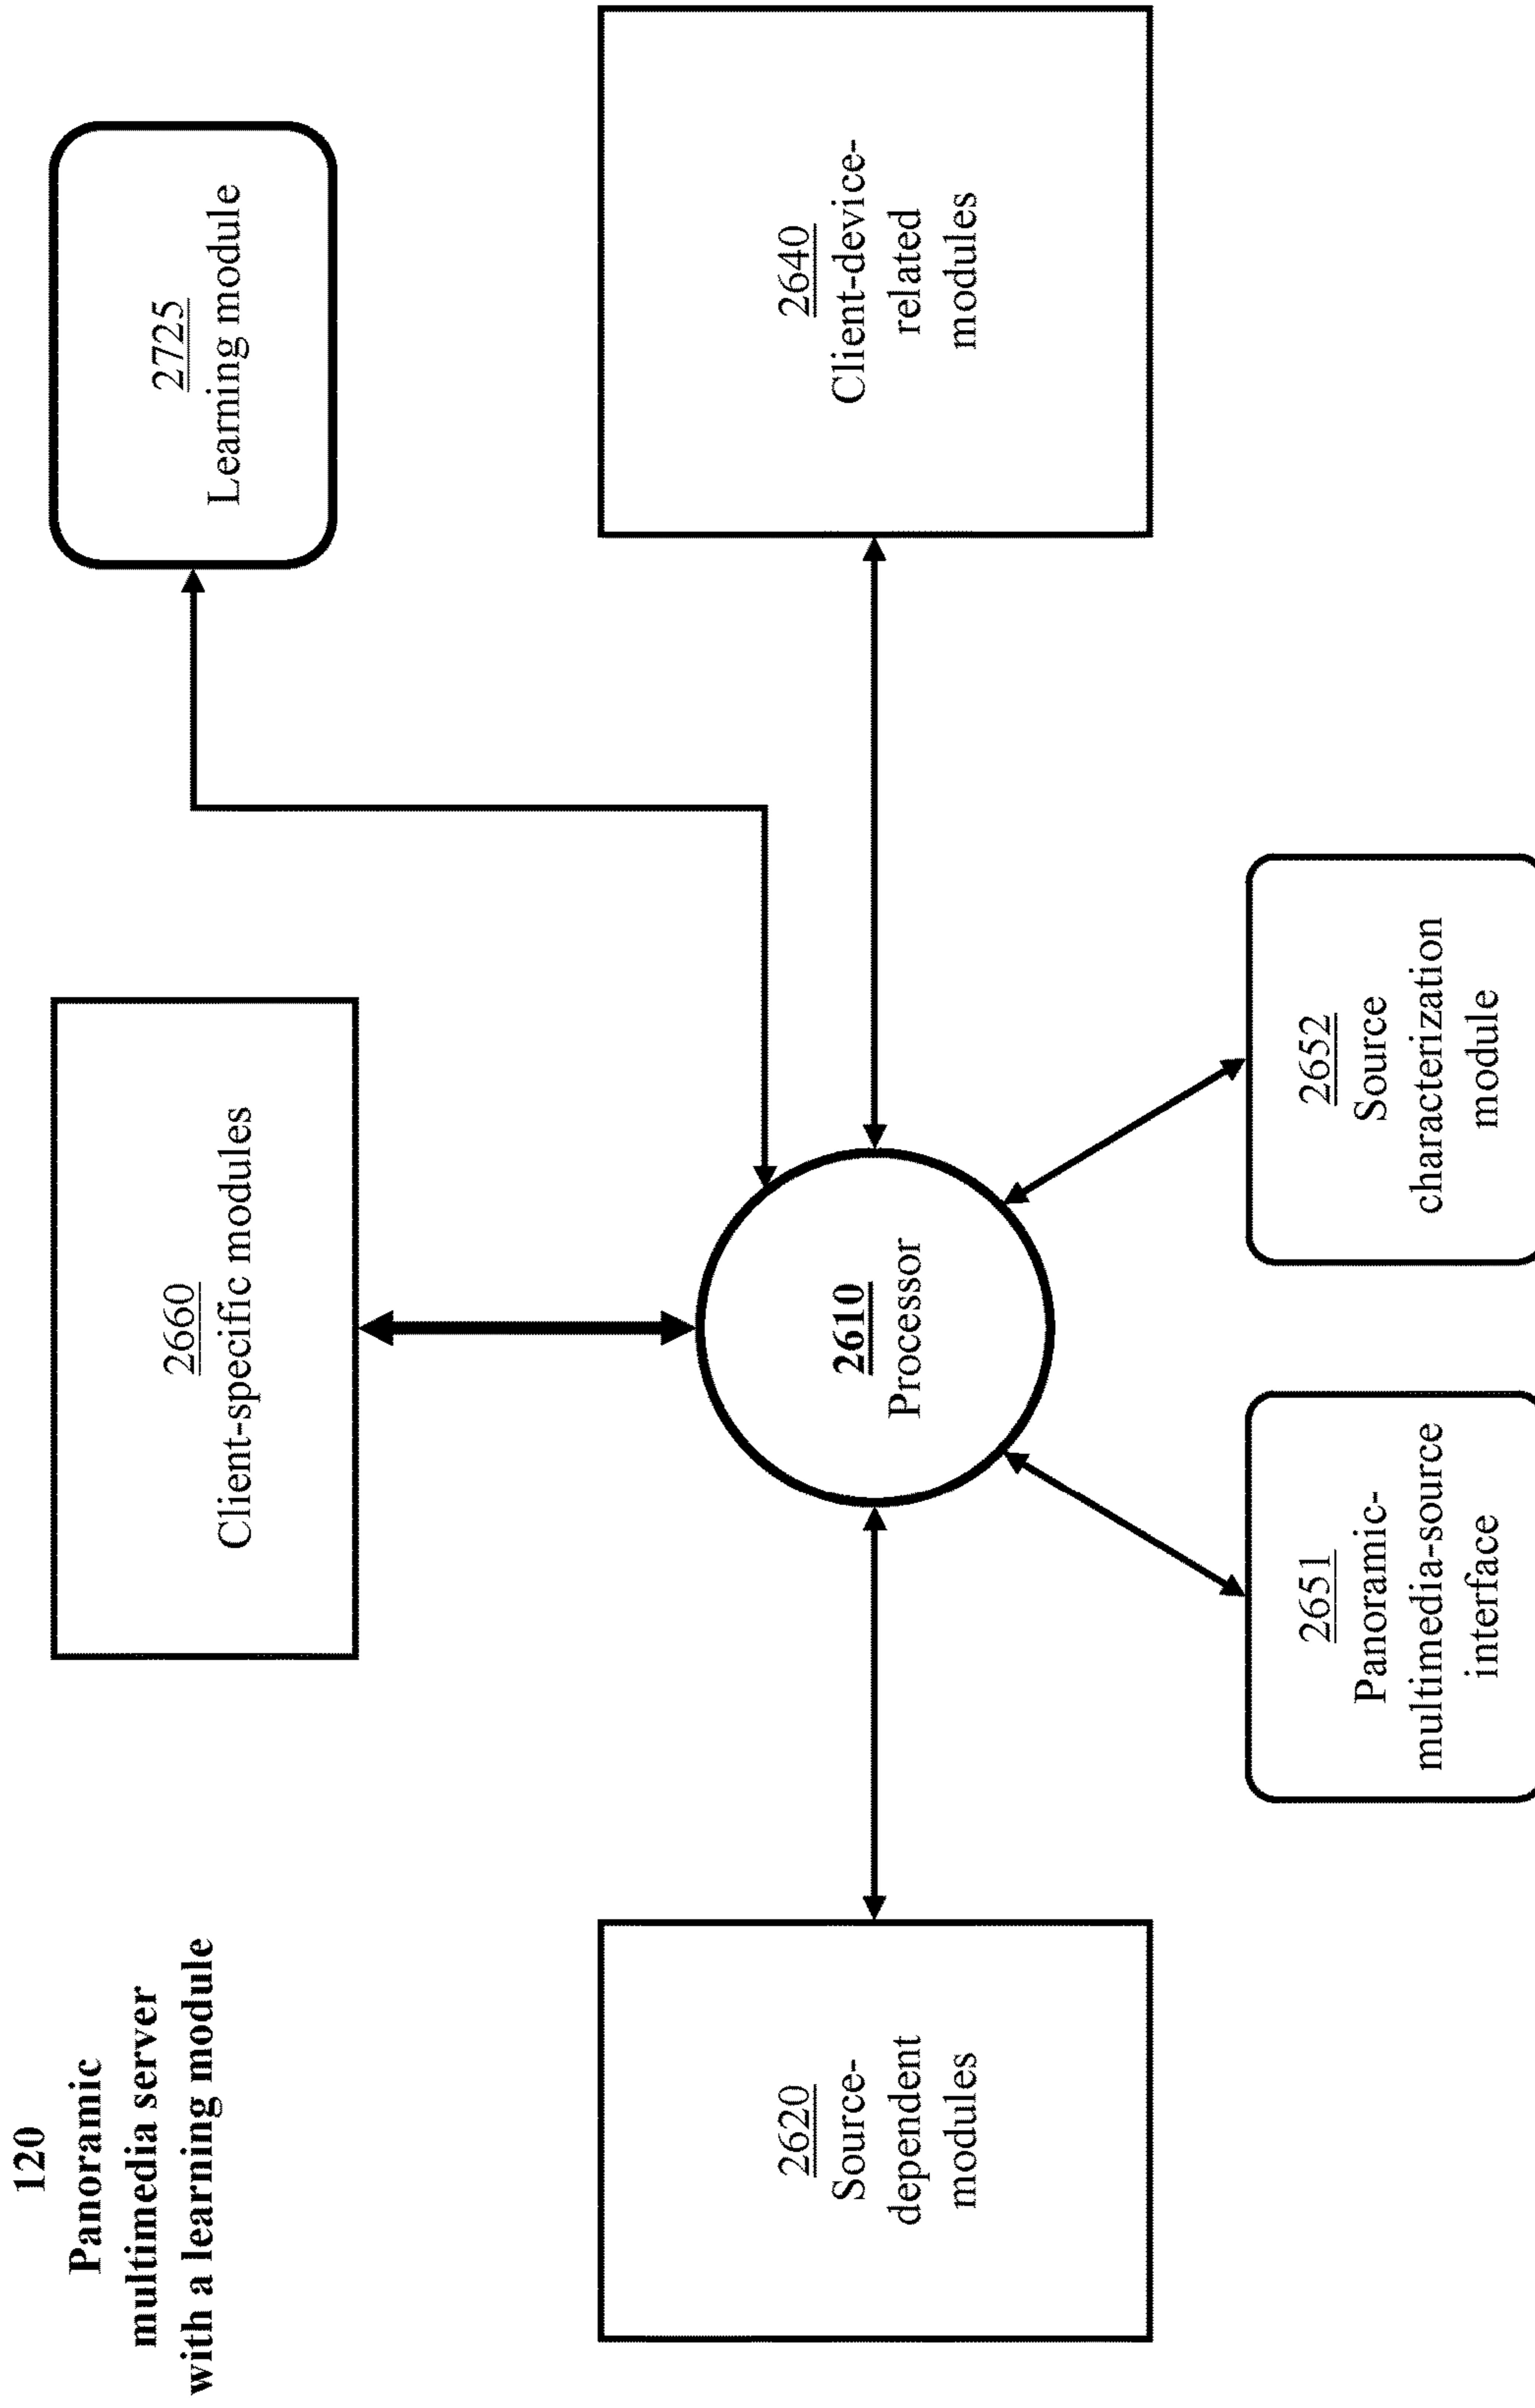 120
Panoramic
multimedia server
with a learning module
2660
Client-specific modules
2725
Learning module
2620
Source-
dependent
modules
2610
Processor
2640
Client-device-
related
modules
2651
Panoramic-
multimedia-source
interface
2652
Source
characterization
module